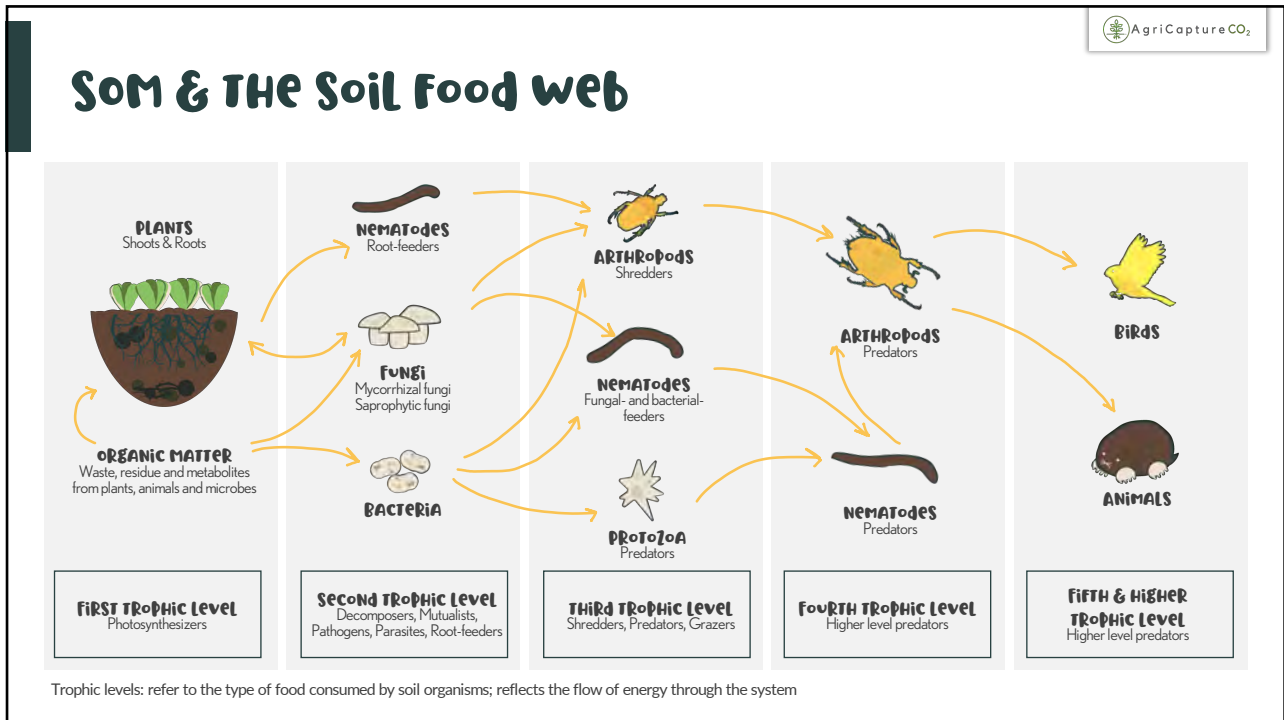 AgriCaptureCO₂
SOM & THE SOIL FOOD WEB
PLANTS
Shoots & Roots
ORGANIC MATTER
Waste, residue and metabolites
from plants, animals and microbes
FIRST TROPHIC LEVEL
Photosynthesizers
NEMATODES
Root-feeders
FUNGI
Mycorrhizal fungi
Saprophytic fungi
BACTERIA
SECOND TROPHIC LEVEL
Decomposers, Mutualists,
Pathogens, Parasites, Root-feeders
ARTHROPODS
Shredders
NEMATODES
Fungal- and bacterial-
feeders
PROTOZOA
Predators
THIRD TROPHIC LEVEL
Shredders, Predators, Grazers
ARTHROPODS
Predators
NEMATODES
Predators
FOURTH TROPHIC LEVEL
Higher level predators
BIRDS
ANIMALS
FIFTH & HIGHER
TROPHIC LEVEL
Higher level predators
Trophic levels: refer to the type of food consumed by soil organisms; reflects the flow of energy through the system